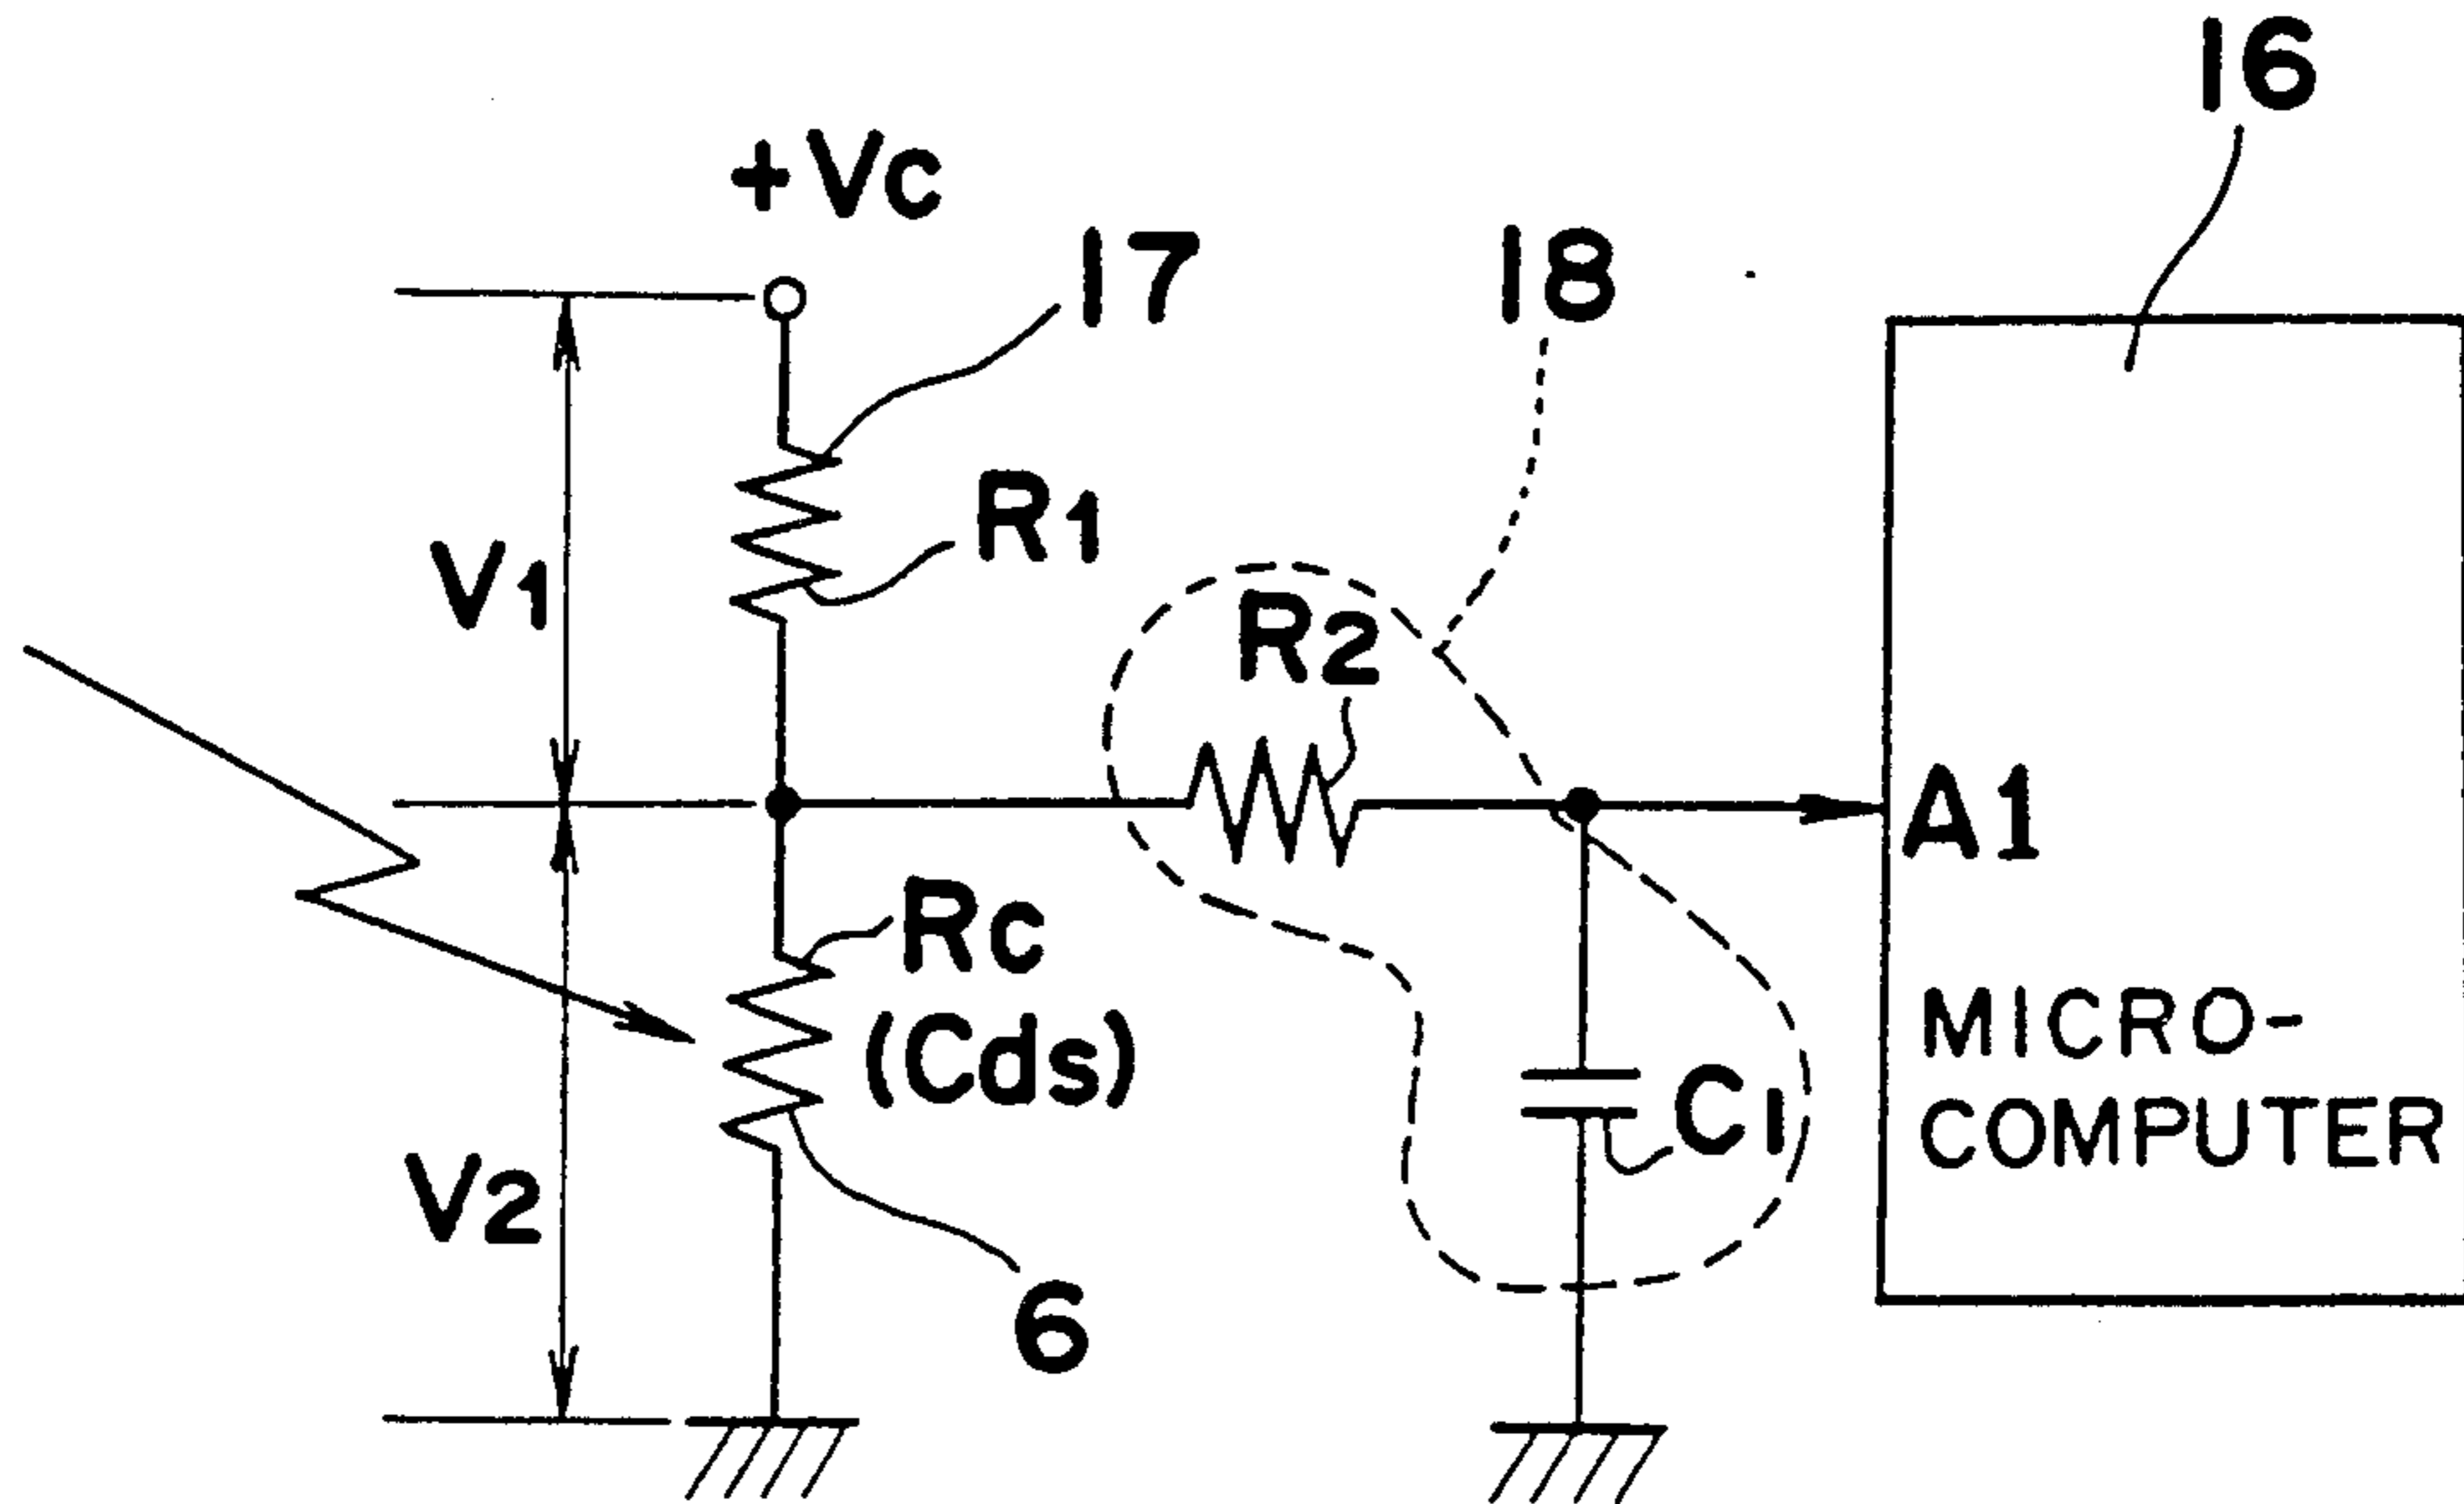 16
+Vc
17
18
R1
V1
R2
A1
Rc
(Cds)
MICRO-
COMPUTER
C1
V2
6